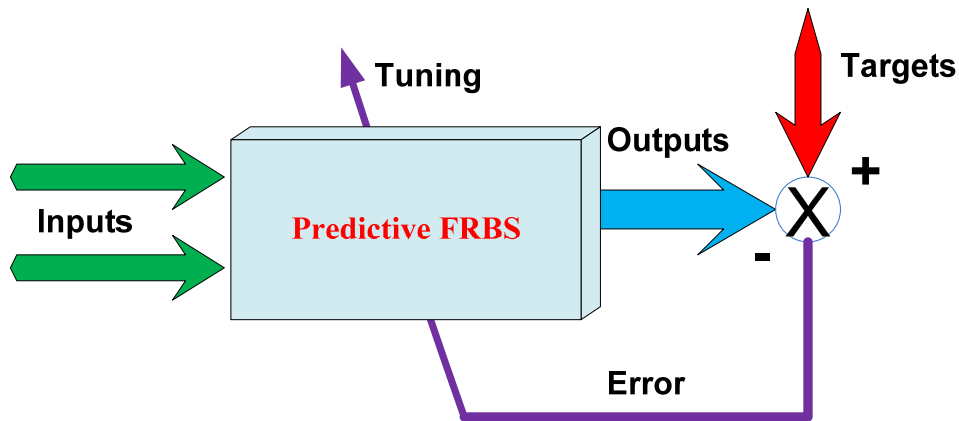 Tuning
Targets
Outputs
+
Inputs
Predictive FRBS
X
-
Error